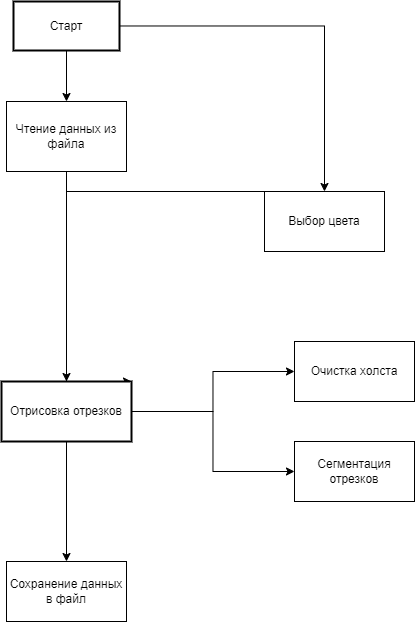 Старт
Чтение данных из
файла
Выбор цвета
Очистка холста
Отрисовка отрезков
Сегментация
отрезков
Сохранение данных
в файл